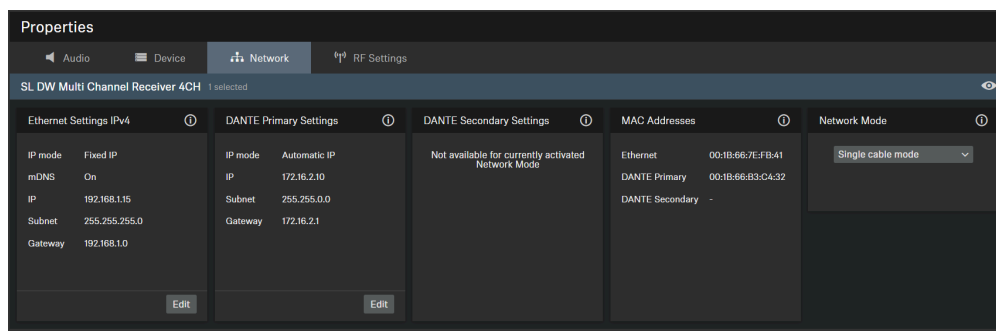 Properties
Audio
Device
Network
RF Settings
SL DW Multi Channel Receiver 4CH 1 selected
Ethernet Settings IPv4
IP mode Fixed IP
mDNS On
IP 192.168.1.15
Subnet 255.255.255.0
Gateway 192.168.1.0
Edit
DANTE Primary Settings
IP mode Automatic IP
IP 172.16.2.10
Subnet 255.255.0.0
Gateway 172.16.2.1
Edit
DANTE Secondary Settings
Not available for currently activated
Network Mode
MAC Addresses
Ethernet 00:1B:66:7E:FB:41
DANTE Primary 00:1B:66:B3:C4:32
DANTE Secondary -
Network Mode
Single cable mode